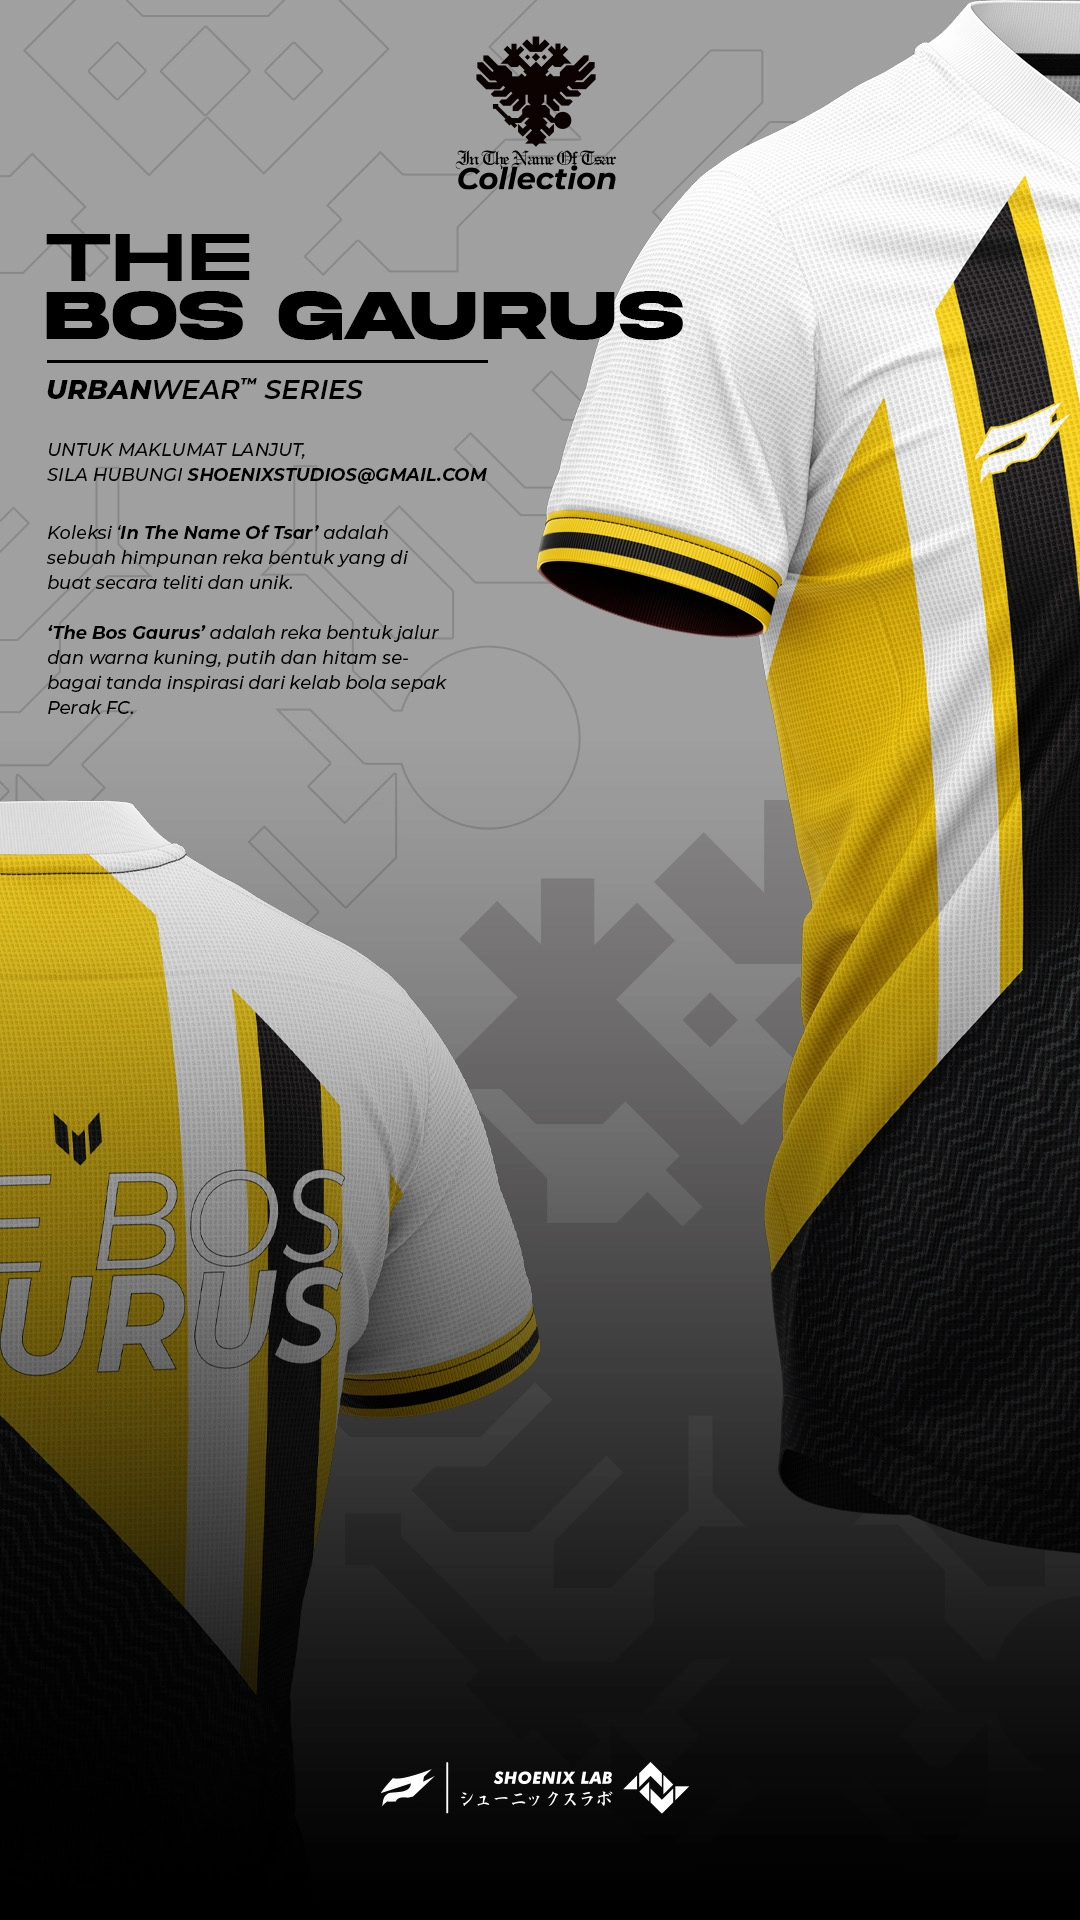 In The Name Of Tsar
Collection
THE
BOS GAURUS
URBANWEAR™ SERIES
UNTUK MAKLUMAT LANJUT,
SILA HUBUNGI SHOENIXSTUDIOS@GMAIL.COM
Koleksi ‘In The Name Of Tsar’ adalah
sebuah himpunan reka bentuk yang di
buat secara teliti dan unik.
‘The Bos Gaurus’ adalah reka bentuk jalur
dan warna kuning, putih dan hitam se-
bagai tanda inspirasi dari kelab bola sepak
Perak FC.
E BOS
URUS
SHOENIX LAB
シューニックスラボ